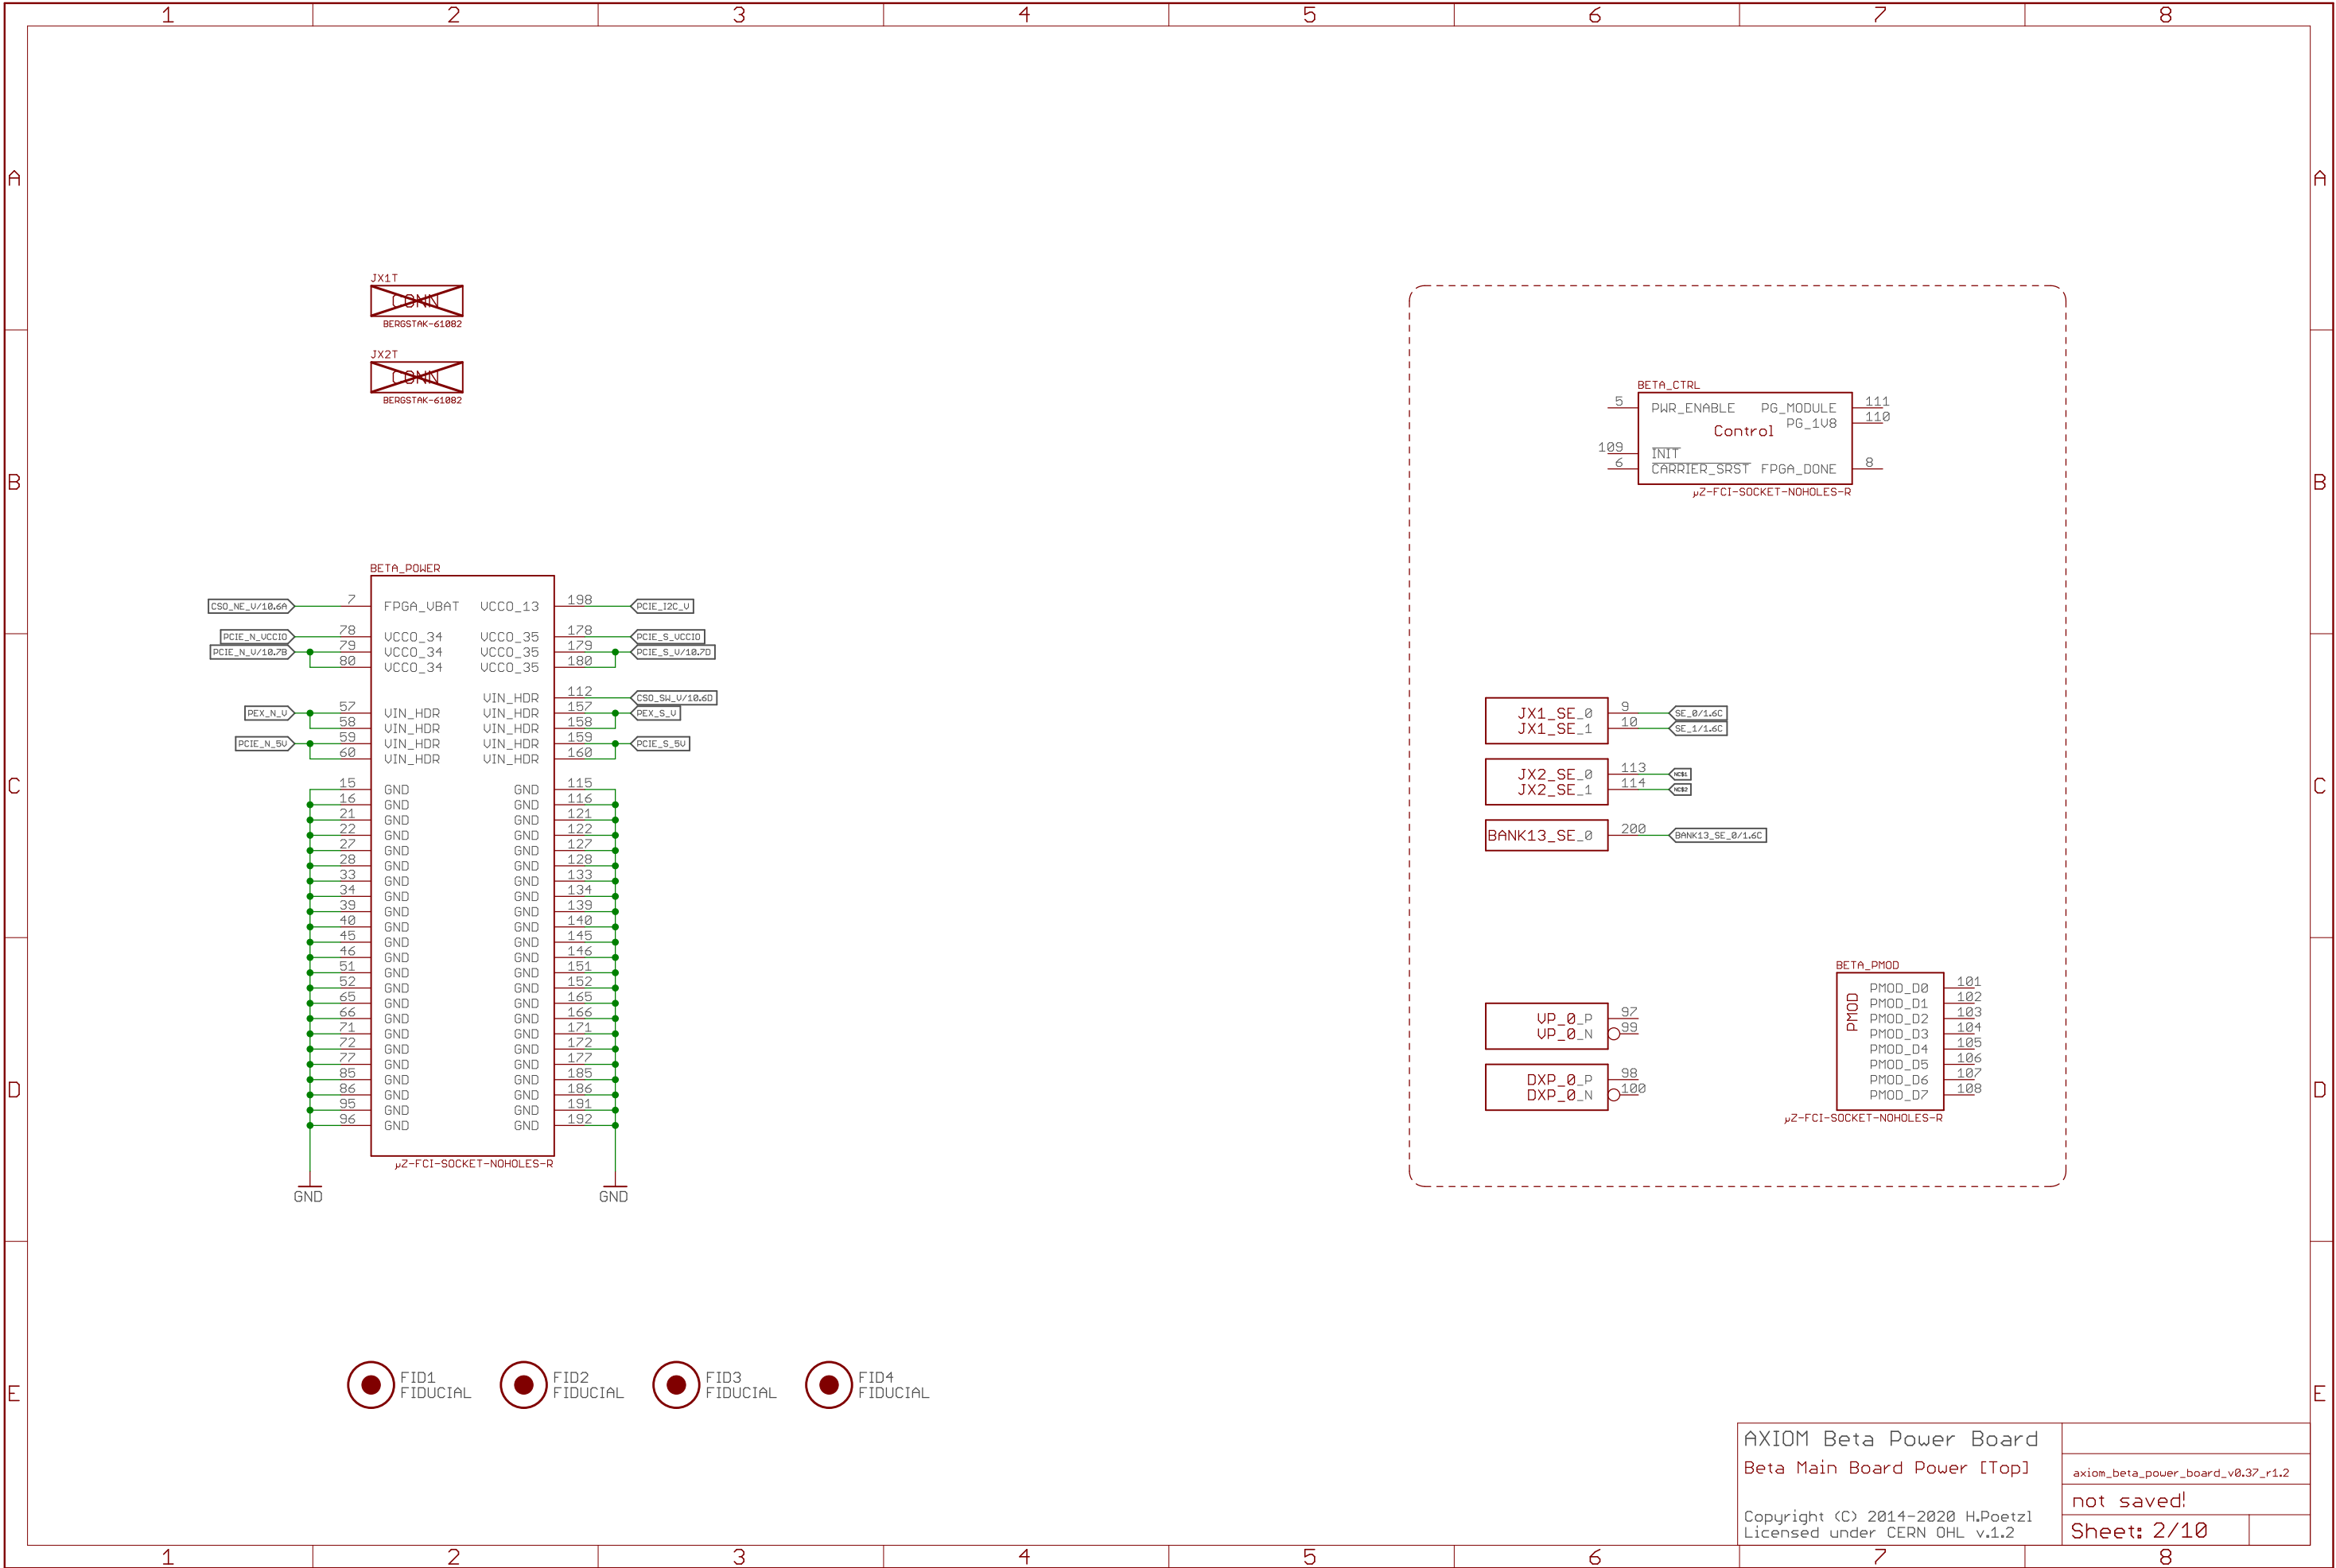 1 2 3 4 5 6 7 8
A A
JX1T
CONN
BERGSTAK-61082
JX2T
CONN
BERGSTAK-61082
BETA_CTRL
5 PWR_ENABLE PG_MODULE 111
PG_1V8 110
Control
109 INIT
6 CARRIER_SRST FPGA_DONE 8
µZ-FCI-SOCKET-NOHOLES-R
B B
BETA_POWER
CSO_NE_V/10.6A 7 FPGA_VBAT VCCO_13 198 PCIE_I2C_V
PCIE_N_VCCIO 78 VCCO_34 VCCO_35 178 PCIE_S_VCCIO
PCIE_N_V/10.7B 79 VCCO_34 VCCO_35 179 PCIE_S_V/10.7D
80 VCCO_34 VCCO_35 180
VIN_HDR 112 CSO_SW_V/10.6D
PEX_N_V 57 VIN_HDR VIN_HDR 157 PEX_S_V
58 VIN_HDR VIN_HDR 158
PCIE_N_5V 59 VIN_HDR VIN_HDR 159 PCIE_S_5V
60 VIN_HDR VIN_HDR 160
15 GND GND 115
16 GND GND 116
21 GND GND 121
22 GND GND 122
27 GND GND 127
28 GND GND 128
33 GND GND 133
34 GND GND 134
39 GND GND 139
40 GND GND 140
45 GND GND 145
46 GND GND 146
51 GND GND 151
52 GND GND 152
65 GND GND 165
66 GND GND 166
71 GND GND 171
72 GND GND 172
77 GND GND 177
85 GND GND 185
86 GND GND 186
95 GND GND 191
96 GND GND 192
µZ-FCI-SOCKET-NOHOLES-R
GND GND
JX1_SE_0 9 SE_0/1.6C
JX1_SE_1 10 SE_1/1.6C
JX2_SE_0 113 NC$1
JX2_SE_1 114 NC$2
BANK13_SE_0 200 BANK13_SE_0/1.6C
C C
VP_0_P 97
VP_0_N 99
DXP_0_P 98
DXP_0_N 100
BETA_PMOD
PMOD
PMOD_D0 101
PMOD_D1 102
PMOD_D2 103
PMOD_D3 104
PMOD_D4 105
PMOD_D5 106
PMOD_D6 107
PMOD_D7 108
µZ-FCI-SOCKET-NOHOLES-R
D D
FID1 FID2 FID3 FID4
FIDUCIAL FIDUCIAL FIDUCIAL FIDUCIAL
E E
AXIOM Beta Power Board
Beta Main Board Power [Top]
Copyright (C) 2014-2020 H.Poetzl
Licensed under CERN OHL v.1.2
axiom_beta_power_board_v0.37_r1.2
not saved!
Sheet: 2/10
1 2 3 4 5 6 7 8